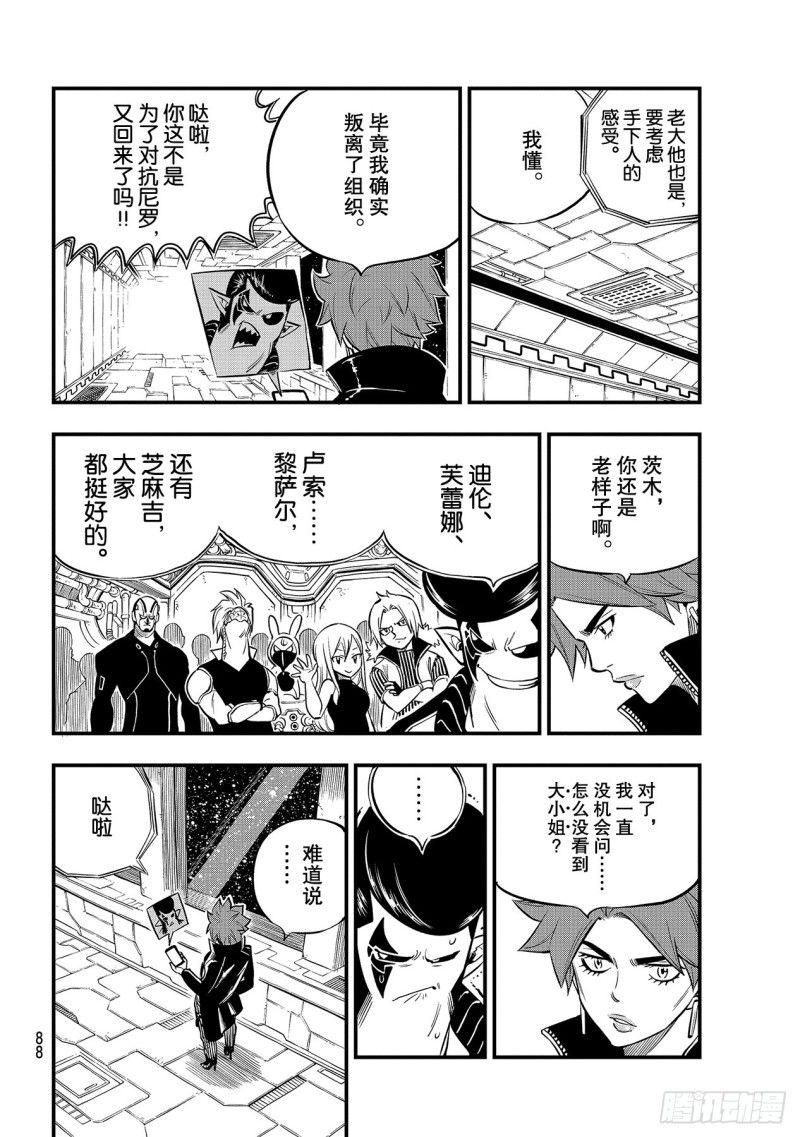 老大他也是，
要考虑
手下人的
感受。
我懂。
毕竟我确实
叛离了组织。
哒啦，
你这不是
为了对抗尼罗，
又回来了吗!!
茨木，
你还是
老样子啊。
迪伦、
芙蕾娜、
卢索……
黎萨尔，
还有
芝麻吉，
大家
都挺好的。
对了，
我一直
没机会问……
怎么没看到
大小姐？
……
难道说
……
哒啦
88
腾讯动漫